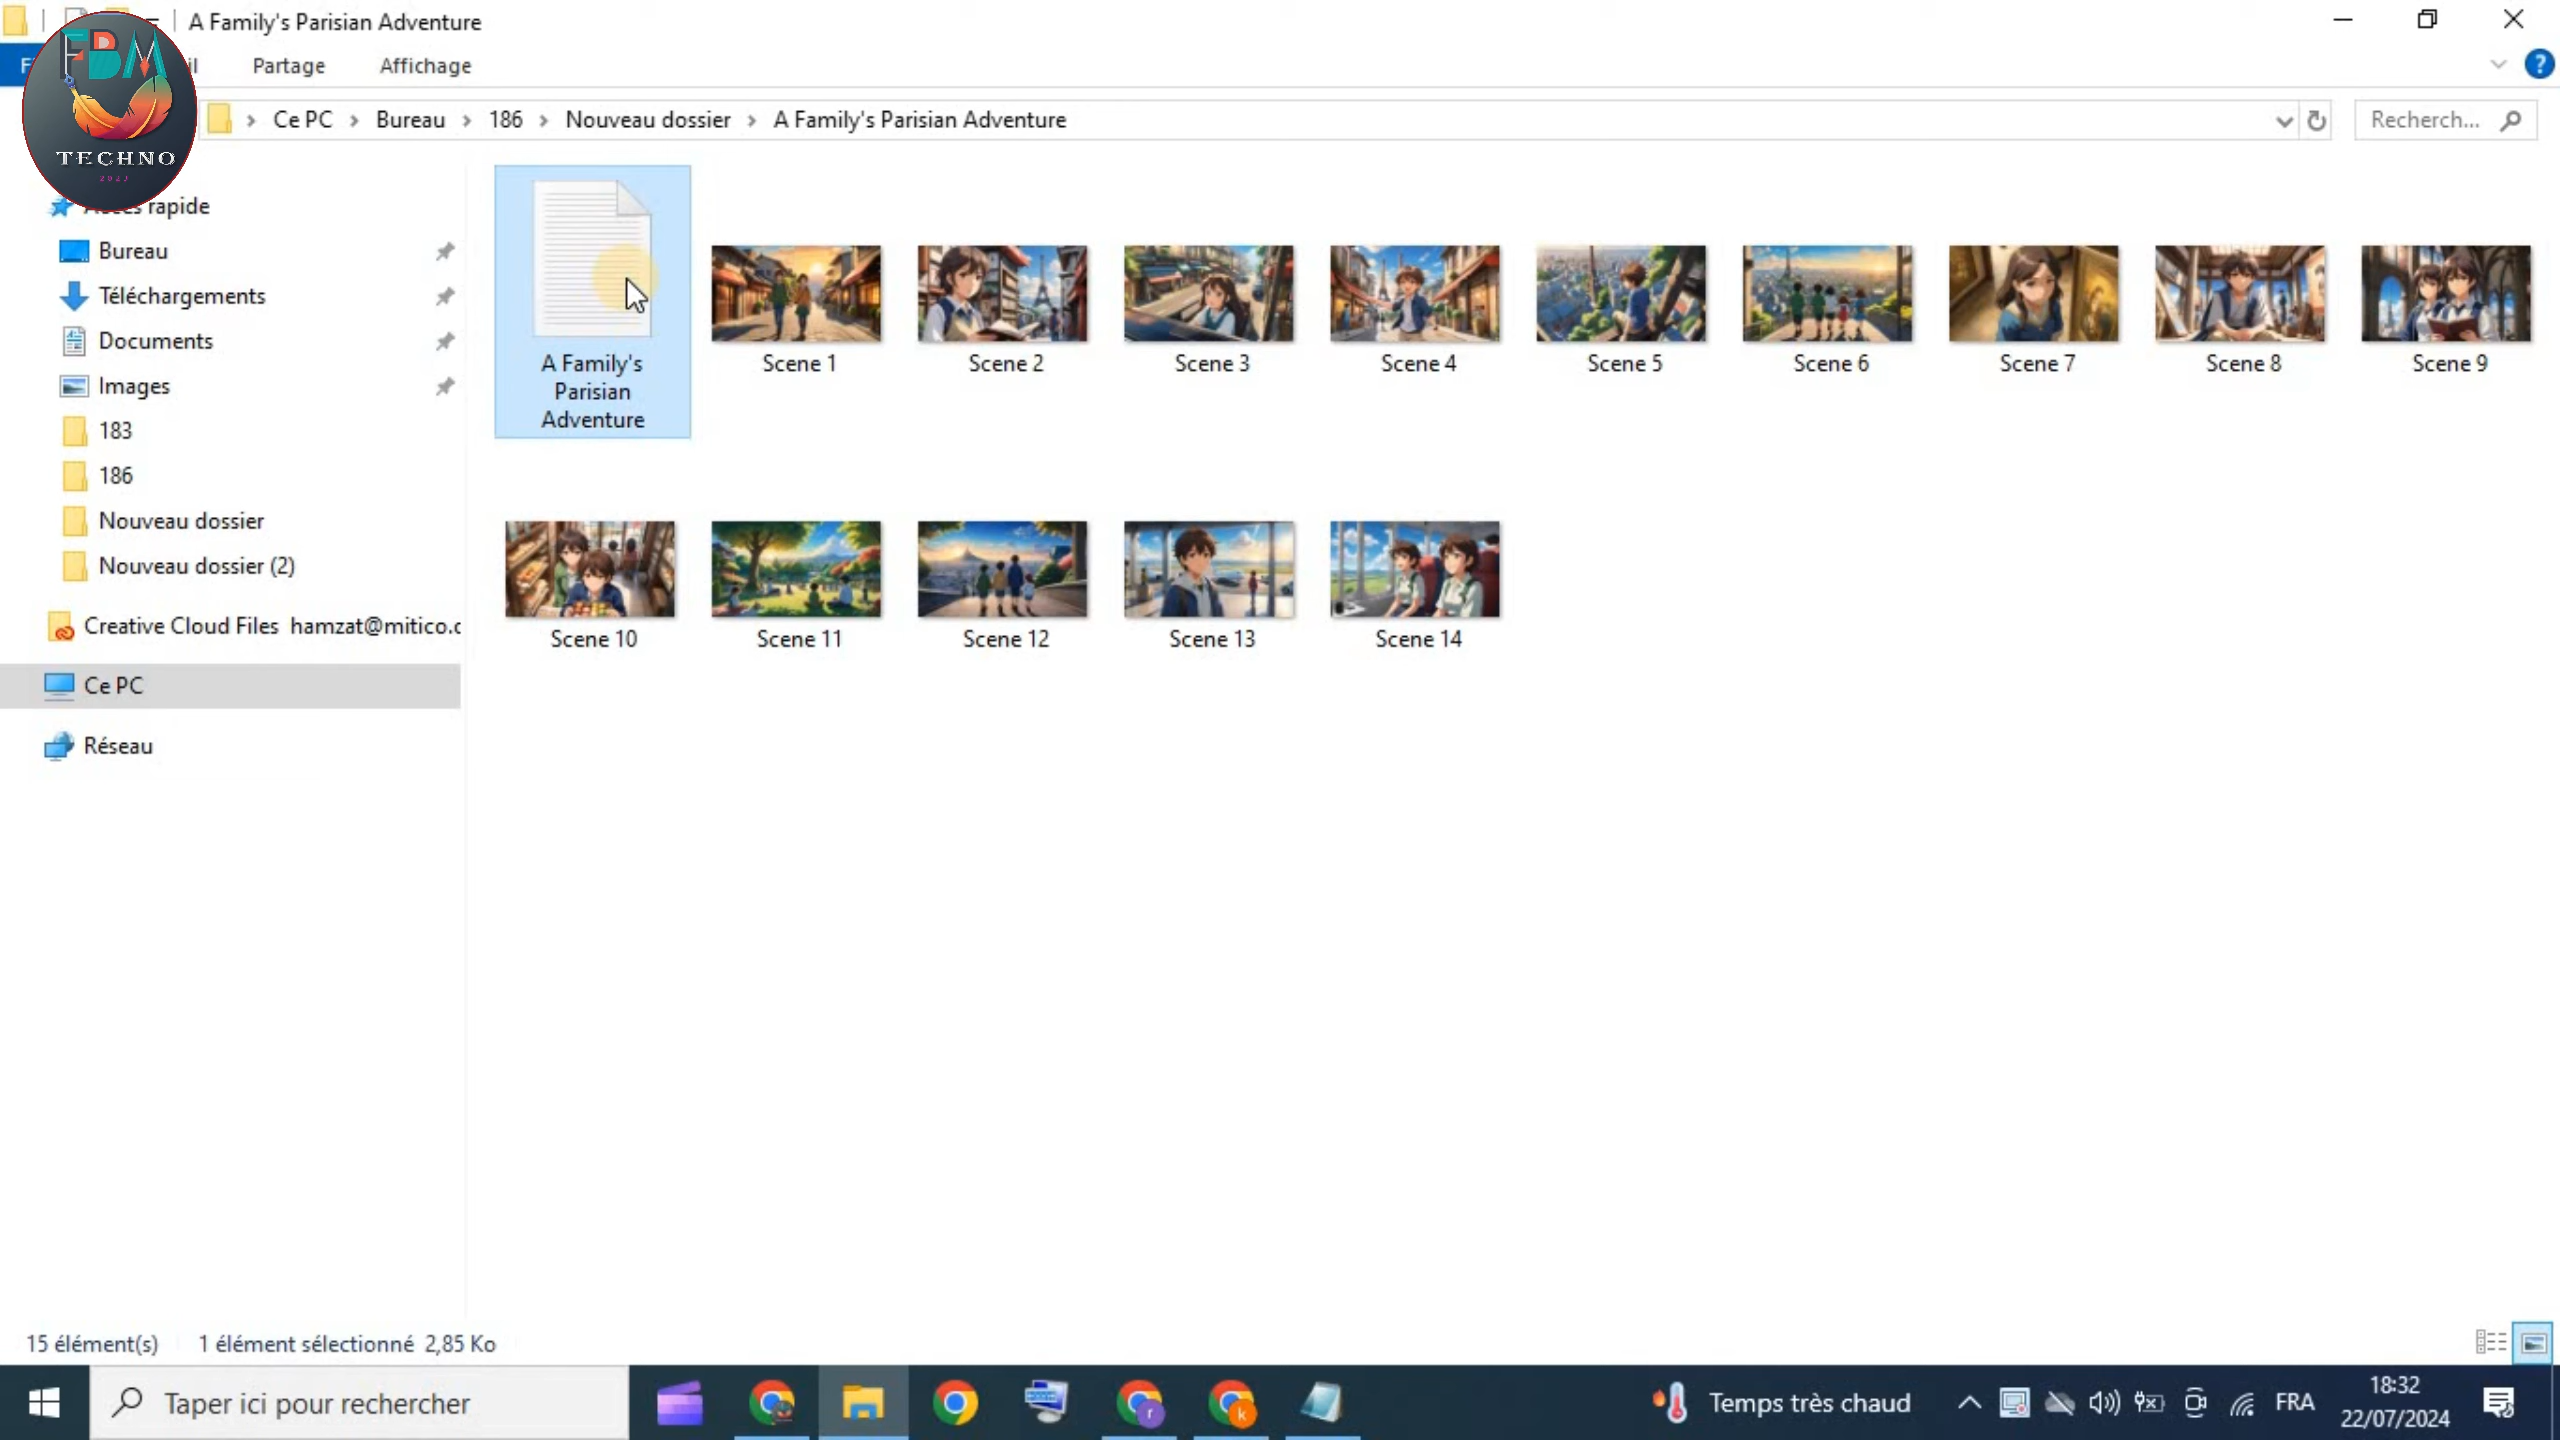 A Family's Parisian Adventure
Partage
Affichage
Ce PC > Bureau > 186 > Nouveau dossier > A Family's Parisian Adventure
Recherch...
FBM
TECHNO
2023
Accès rapide
Bureau
Téléchargements
Documents
Images
183
186
Nouveau dossier
Nouveau dossier (2)
Creative Cloud Files hamzat@mitico.c
Ce PC
Réseau
A Family's
Parisian
Adventure
Scene 1
Scene 2
Scene 3
Scene 4
Scene 5
Scene 6
Scene 7
Scene 8
Scene 9
Scene 10
Scene 11
Scene 12
Scene 13
Scene 14
15 élément(s)
1 élément sélectionné 2,85 Ko
Taper ici pour rechercher
r
k
Temps très chaud
FRA
18:32
22/07/2024